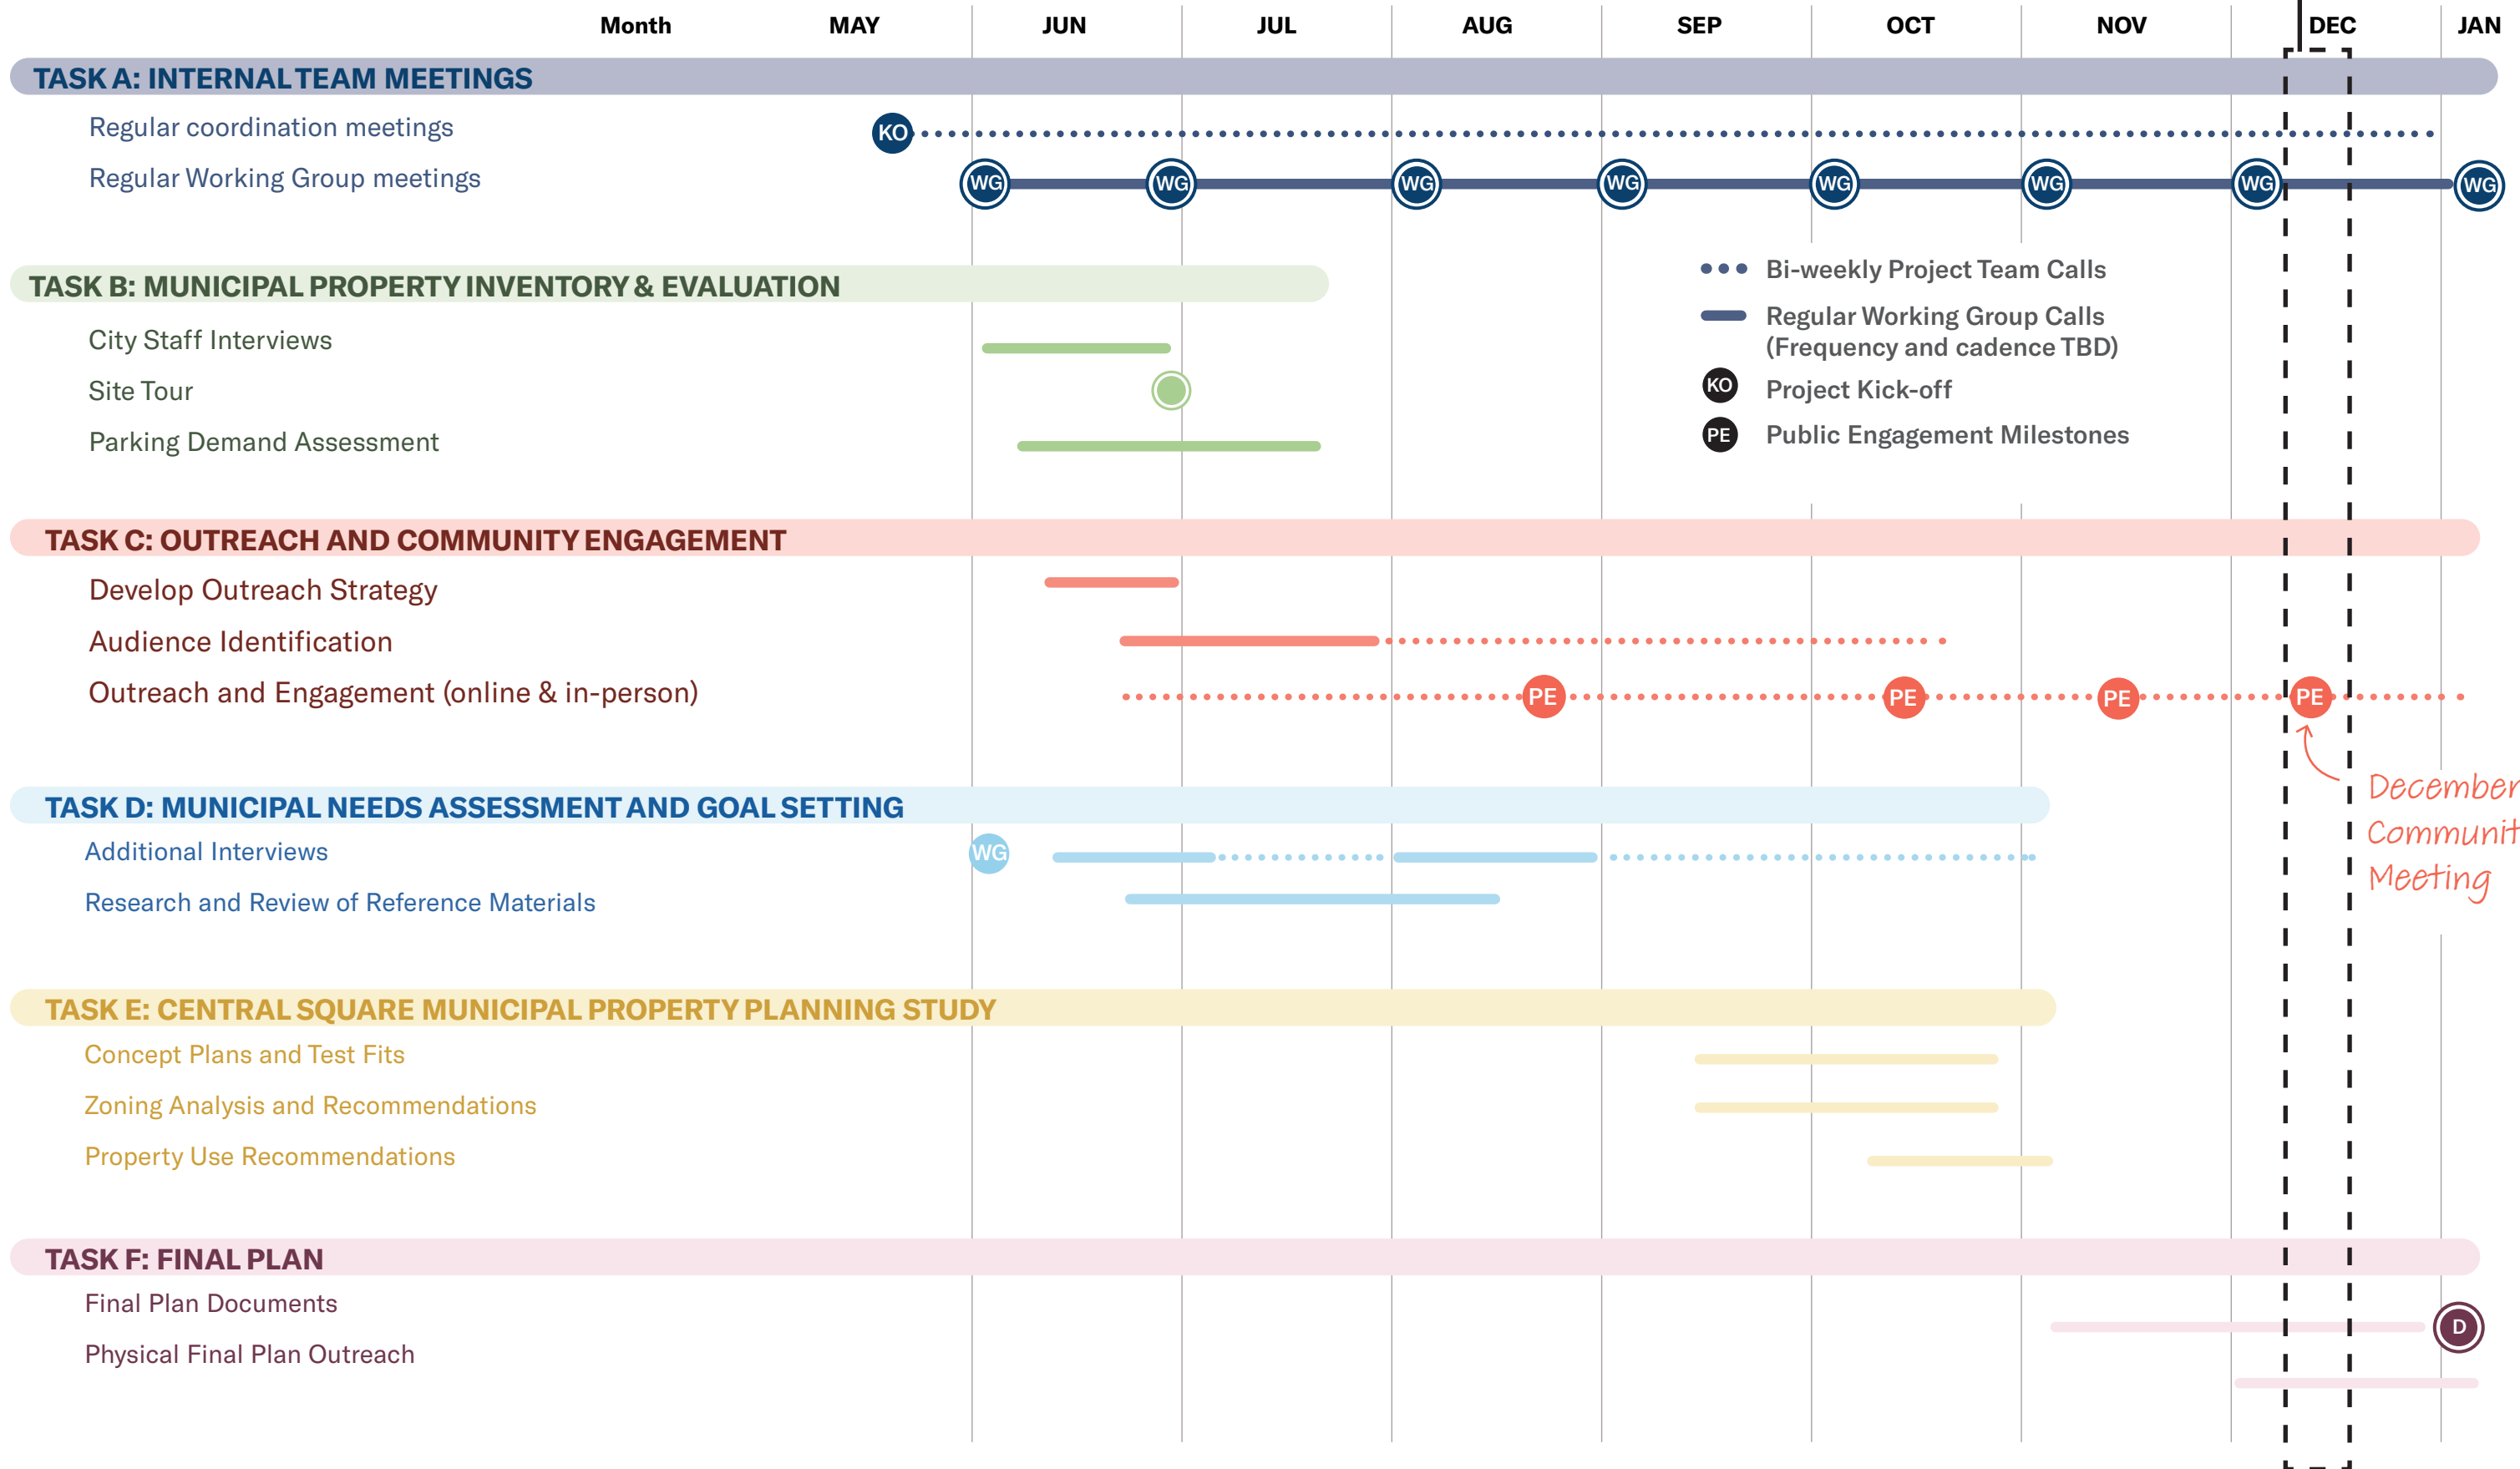 Month MAY JUN JUL AUG SEP OCT NOV DEC JAN
TASK A: INTERNAL TEAM MEETINGS
Regular coordination meetings
KO
Regular Working Group meetings
WG WG WG WG WG WG WG WG
TASK B: MUNICIPAL PROPERTY INVENTORY & EVALUATION
City Staff Interviews
Site Tour
Parking Demand Assessment
Bi-weekly Project Team Calls
Regular Working Group Calls
(Frequency and cadence TBD)
KO Project Kick-off
PE Public Engagement Milestones
TASK C: OUTREACH AND COMMUNITY ENGAGEMENT
Develop Outreach Strategy
Audience Identification
Outreach and Engagement (online & in-person)
PE PE PE PE
December
Communit
Meeting
TASK D: MUNICIPAL NEEDS ASSESSMENT AND GOAL SETTING
Additional Interviews
WG
Research and Review of Reference Materials
TASK E: CENTRAL SQUARE MUNICIPAL PROPERTY PLANNING STUDY
Concept Plans and Test Fits
Zoning Analysis and Recommendations
Property Use Recommendations
TASK F: FINAL PLAN
Final Plan Documents
D
Physical Final Plan Outreach